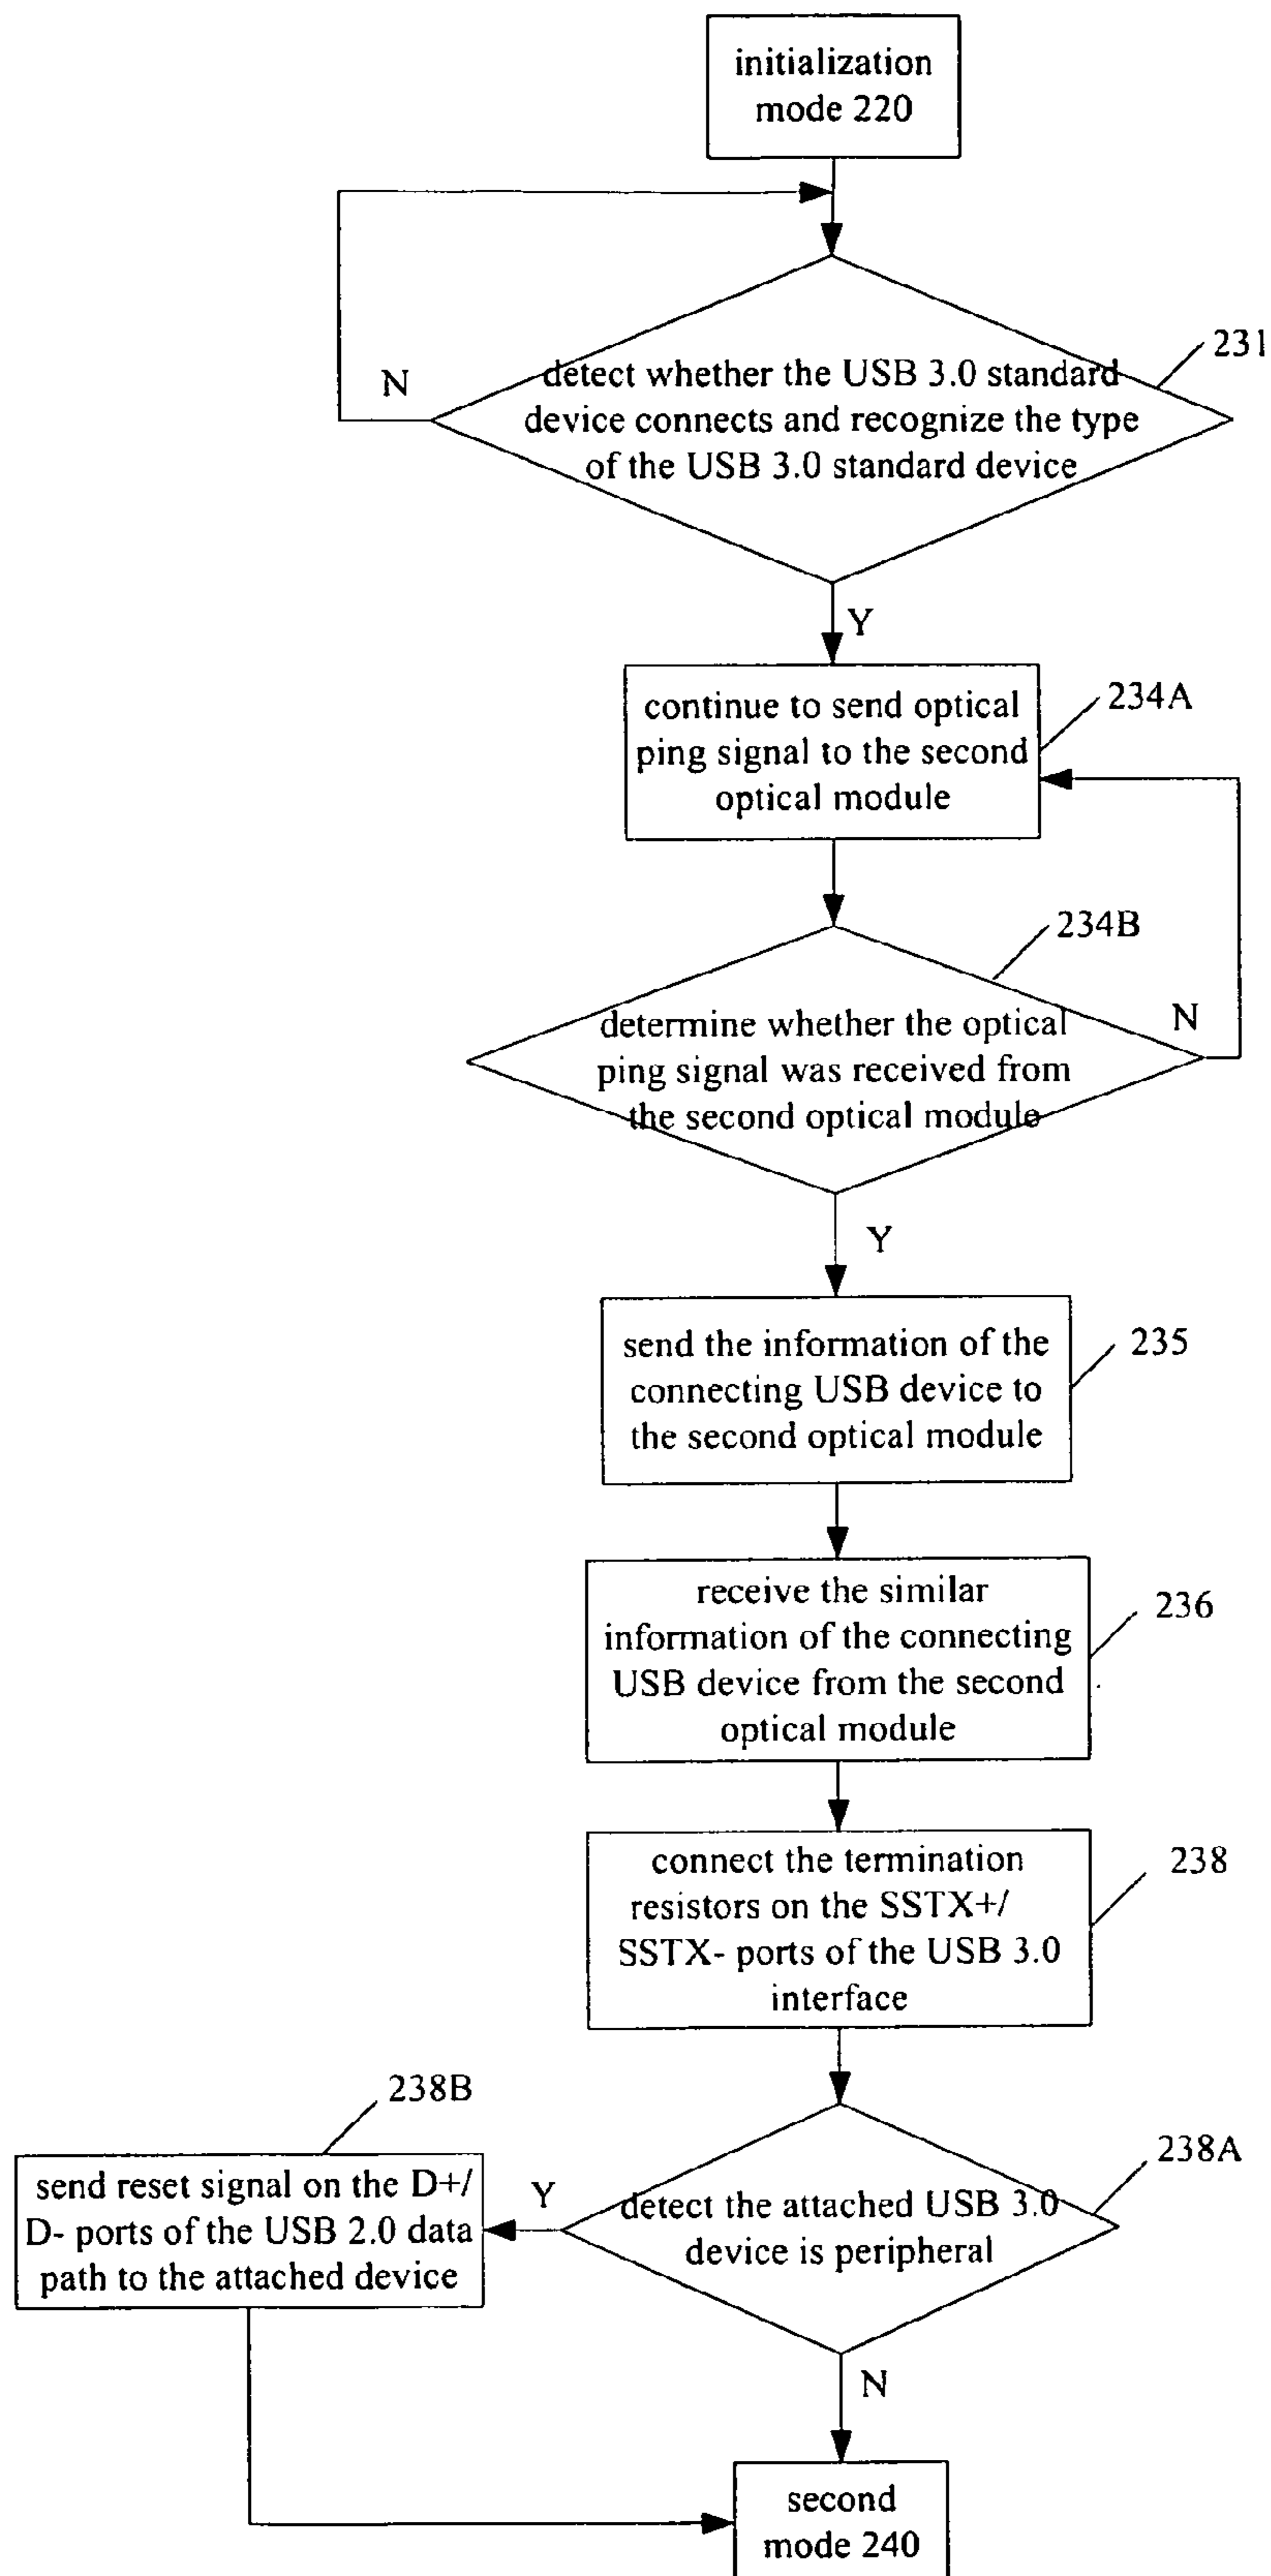 initialization
mode 220
231
N
detect whether the USB 3.0 standard
device connects and recognize the type
of the USB 3.0 standard device
Y
continue to send optical
ping signal to the second
optical module
234A
234B
determine whether the optical
ping signal was received from
the second optical module
N
Y
send the information of the
connecting USB device to
the second optical module
235
receive the similar
information of the connecting
USB device from the second
optical module
236
connect the termination
resistors on the SSTX+/
SSTX- ports of the USB 3.0
interface
238
238B
238A
send reset signal on the D+/
D- ports of the USB 2.0 data
path to the attached device
Y
detect the attached USB 3.0
device is peripheral
N
second
mode 240